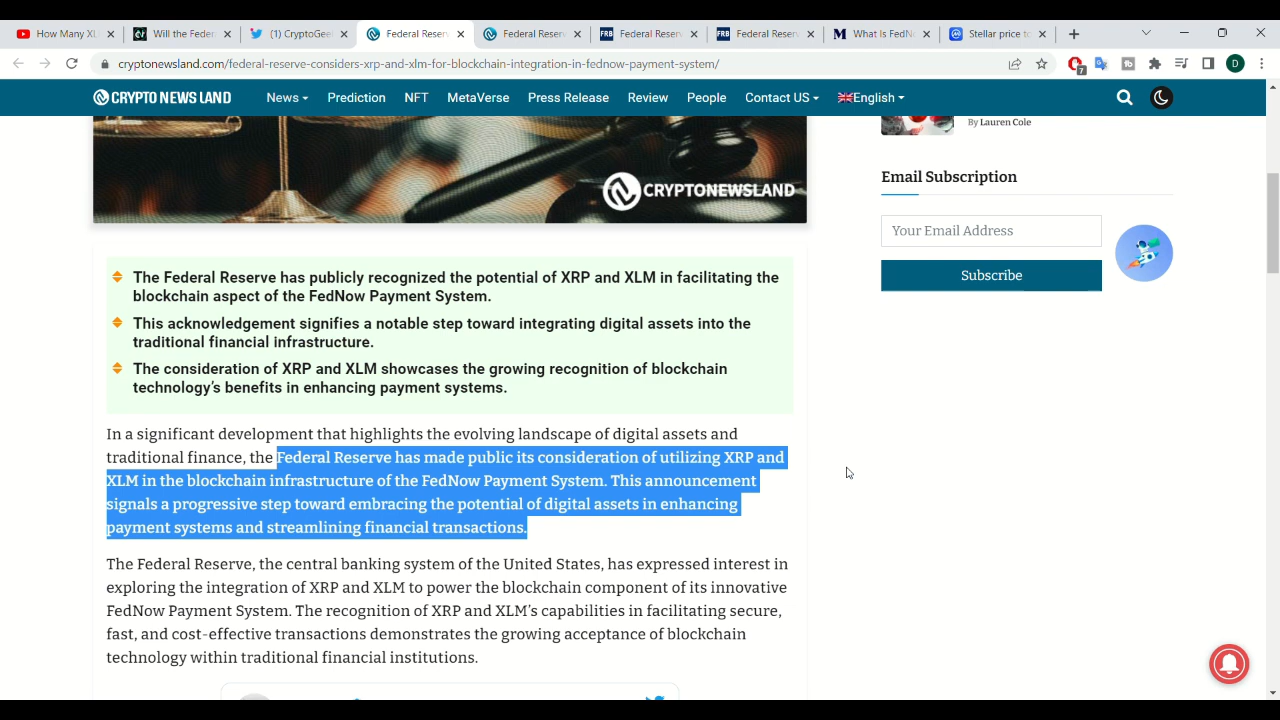 How Many XL
Will the Feder
(1) CryptoGee
Federal Reser
Federal Reser
Federal Reser
Federal Reser
What Is FedN
Stellar price to
cryptonewsland.com/federal-reserve-considers-xrp-and-xlm-for-blockchain-integration-in-fednow-payment-system/
7
D
CRYPTO NEWS LAND
News
Prediction
NFT
MetaVerse
Press Release
Review
People
Contact US
English
CRYPTONEWSLAND
By Lauren Cole
Email Subscription
Your Email Address
Subscribe
The Federal Reserve has publicly recognized the potential of XRP and XLM in facilitating the
blockchain aspect of the FedNow Payment System.
This acknowledgement signifies a notable step toward integrating digital assets into the
traditional financial infrastructure.
The consideration of XRP and XLM showcases the growing recognition of blockchain
technology's benefits in enhancing payment systems.
In a significant development that highlights the evolving landscape of digital assets and
traditional finance, the Federal Reserve has made public its consideration of utilizing XRP and
XLM in the blockchain infrastructure of the FedNow Payment System. This announcement
signals a progressive step toward embracing the potential of digital assets in enhancing
payment systems and streamlining financial transactions.
The Federal Reserve, the central banking system of the United States, has expressed interest in
exploring the integration of XRP and XLM to power the blockchain component of its innovative
FedNow Payment System. The recognition of XRP and XLM's capabilities in facilitating secure,
fast, and cost-effective transactions demonstrates the growing acceptance of blockchain
technology within traditional financial institutions.